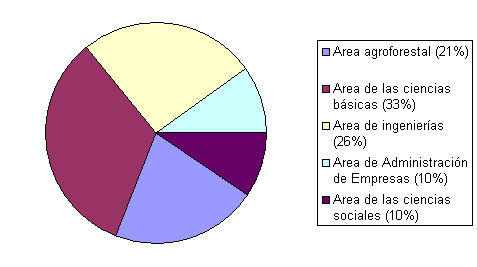 Area agroforestal (21%)
Area de las ciencias
básicas (33%)
Area de ingenierías
(26%)
Area de Administración
de Empresas (10%)
Area de las ciencias
sociales (10%)